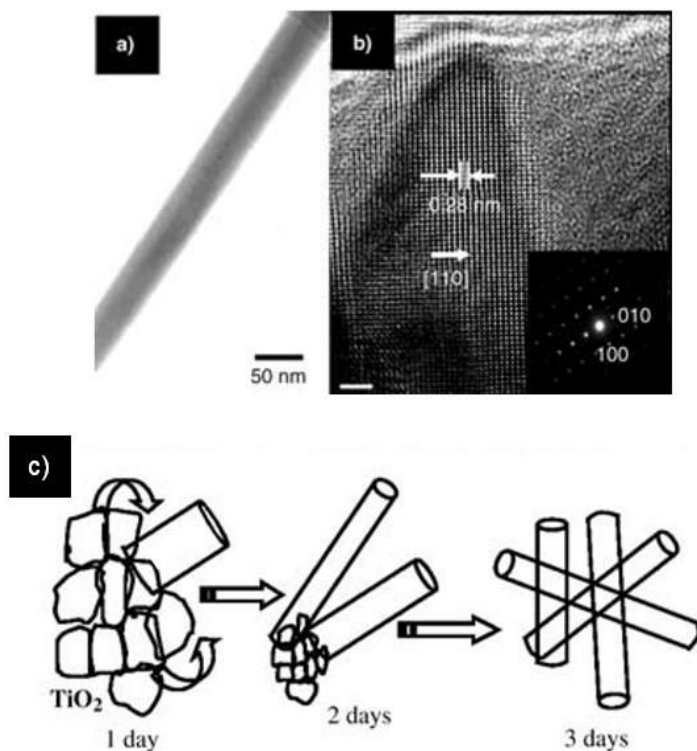 a)
50 nm
b)
0.28 nm
[110]
010
100
c)
TiO₂
1 day
2 days
3 days